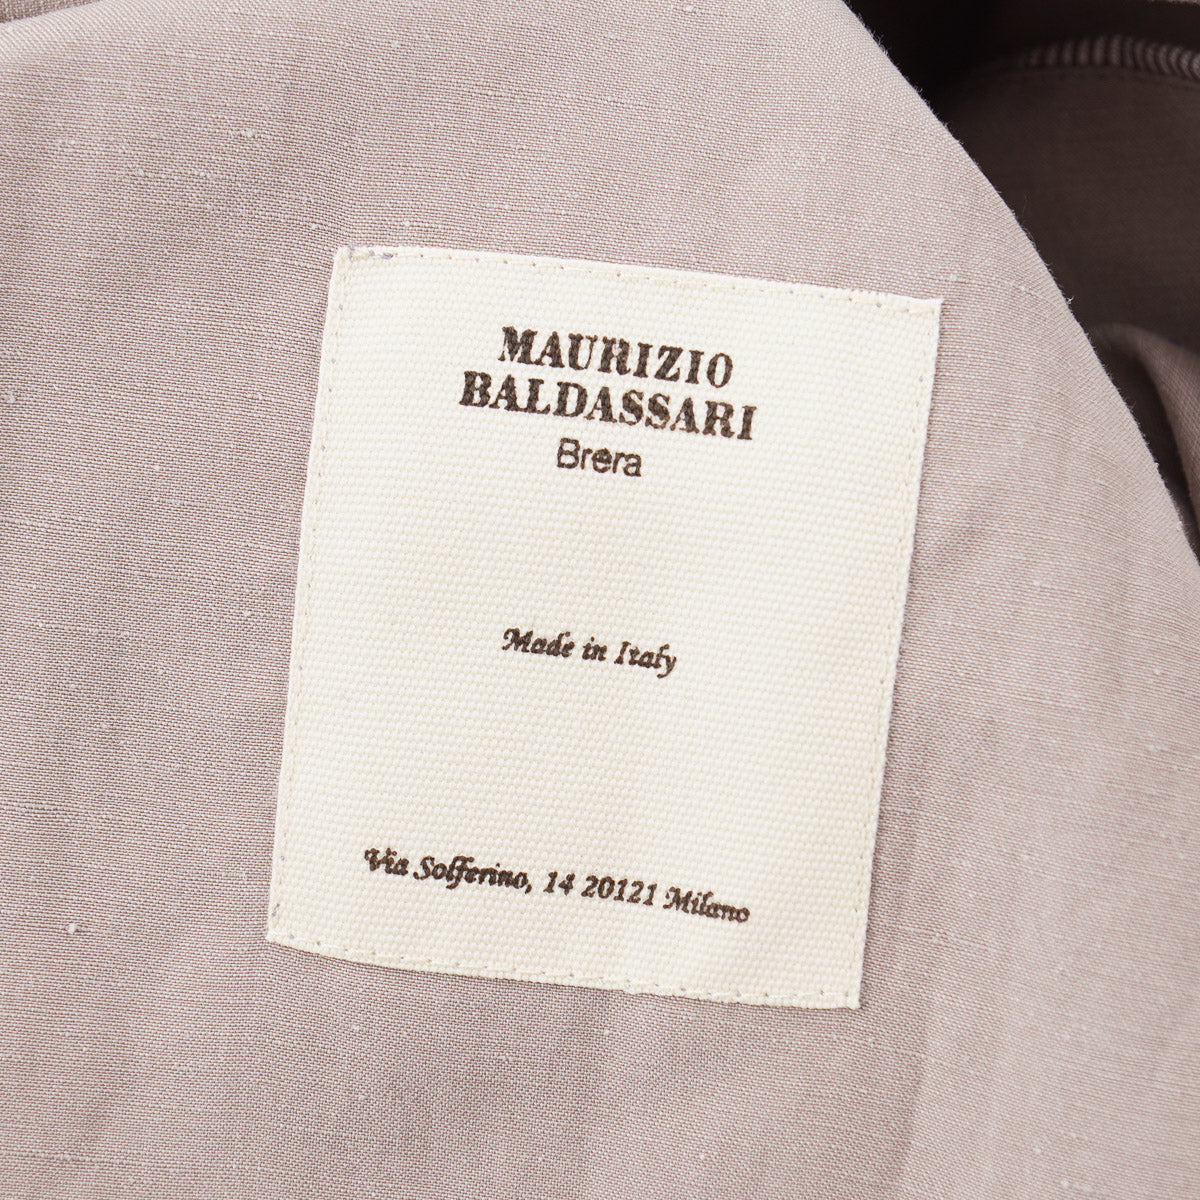 MAURIZIO
BALDASSARI
Brera
Made in Italy
Via Solferino, 14 20121 Milano